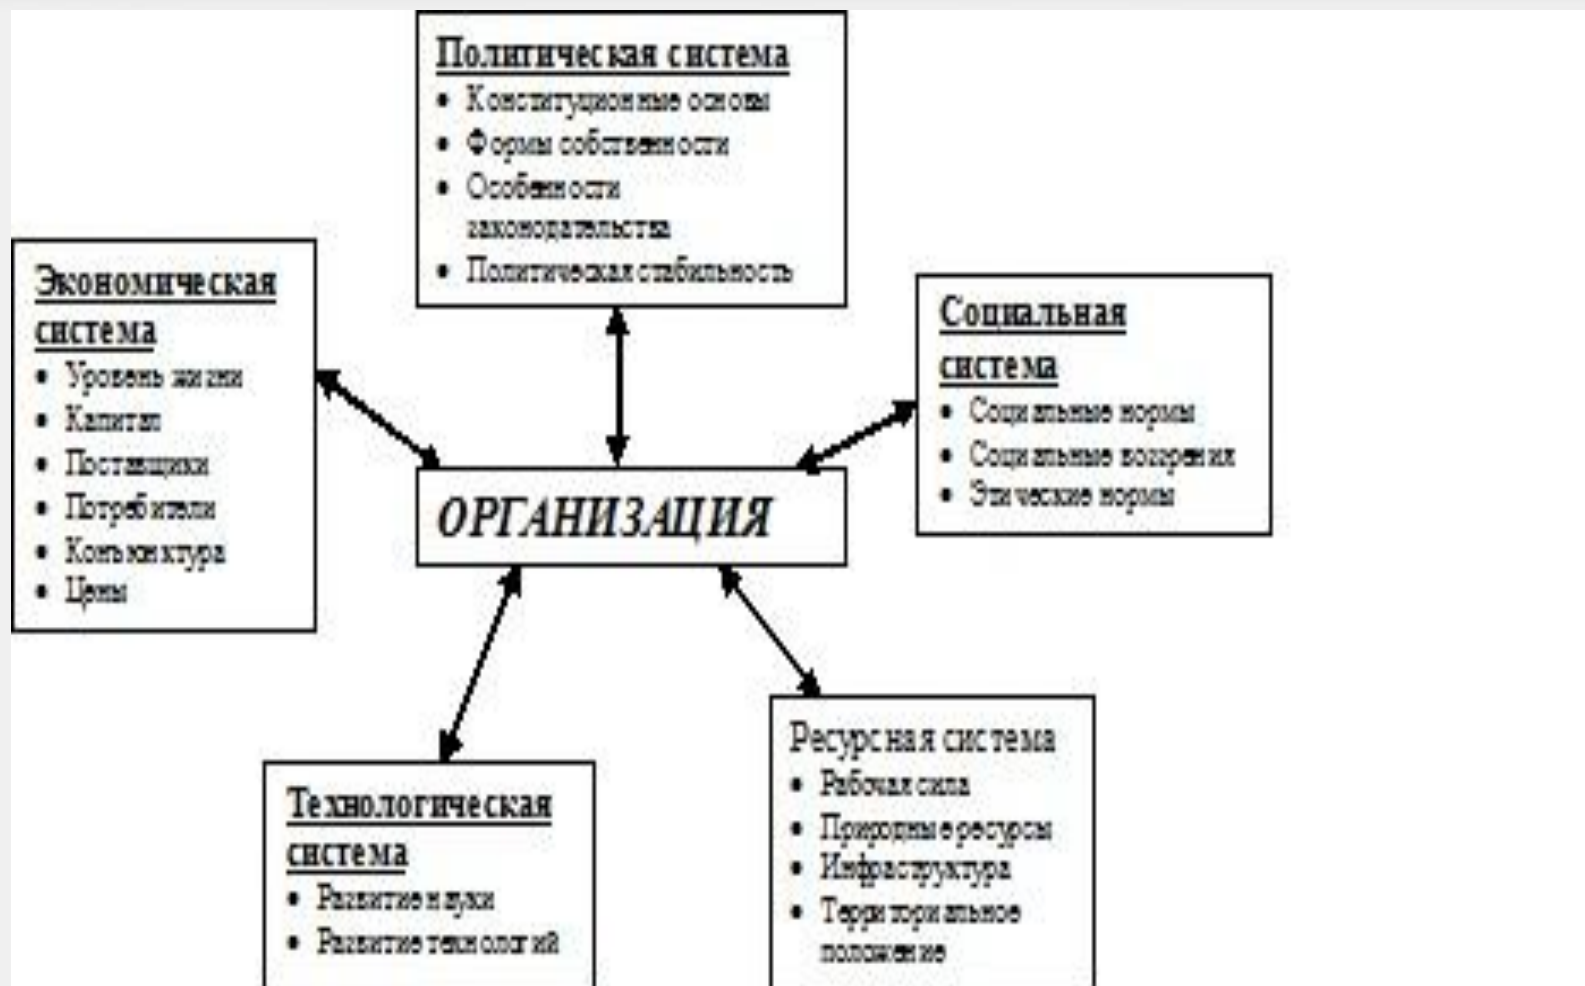 Политическая система
• Конституционные основы
• Формы собственности
• Особенности
законодательства
• Политическая стабильность
Экономическая
система
• Уровень жизни
• Капитал
• Поставщики
• Потребители
• Конъюнктура
• Цены
Социальная
система
• Социальные нормы
• Социальные воззрения
• Этические нормы
ОРГАНИЗАЦИЯ
Технологическая
система
• Развитие науки
• Развитие технологий
Ресурсная система
• Рабочая сила
• Природные ресурсы
• Инфраструктура
• Территориальное
положение